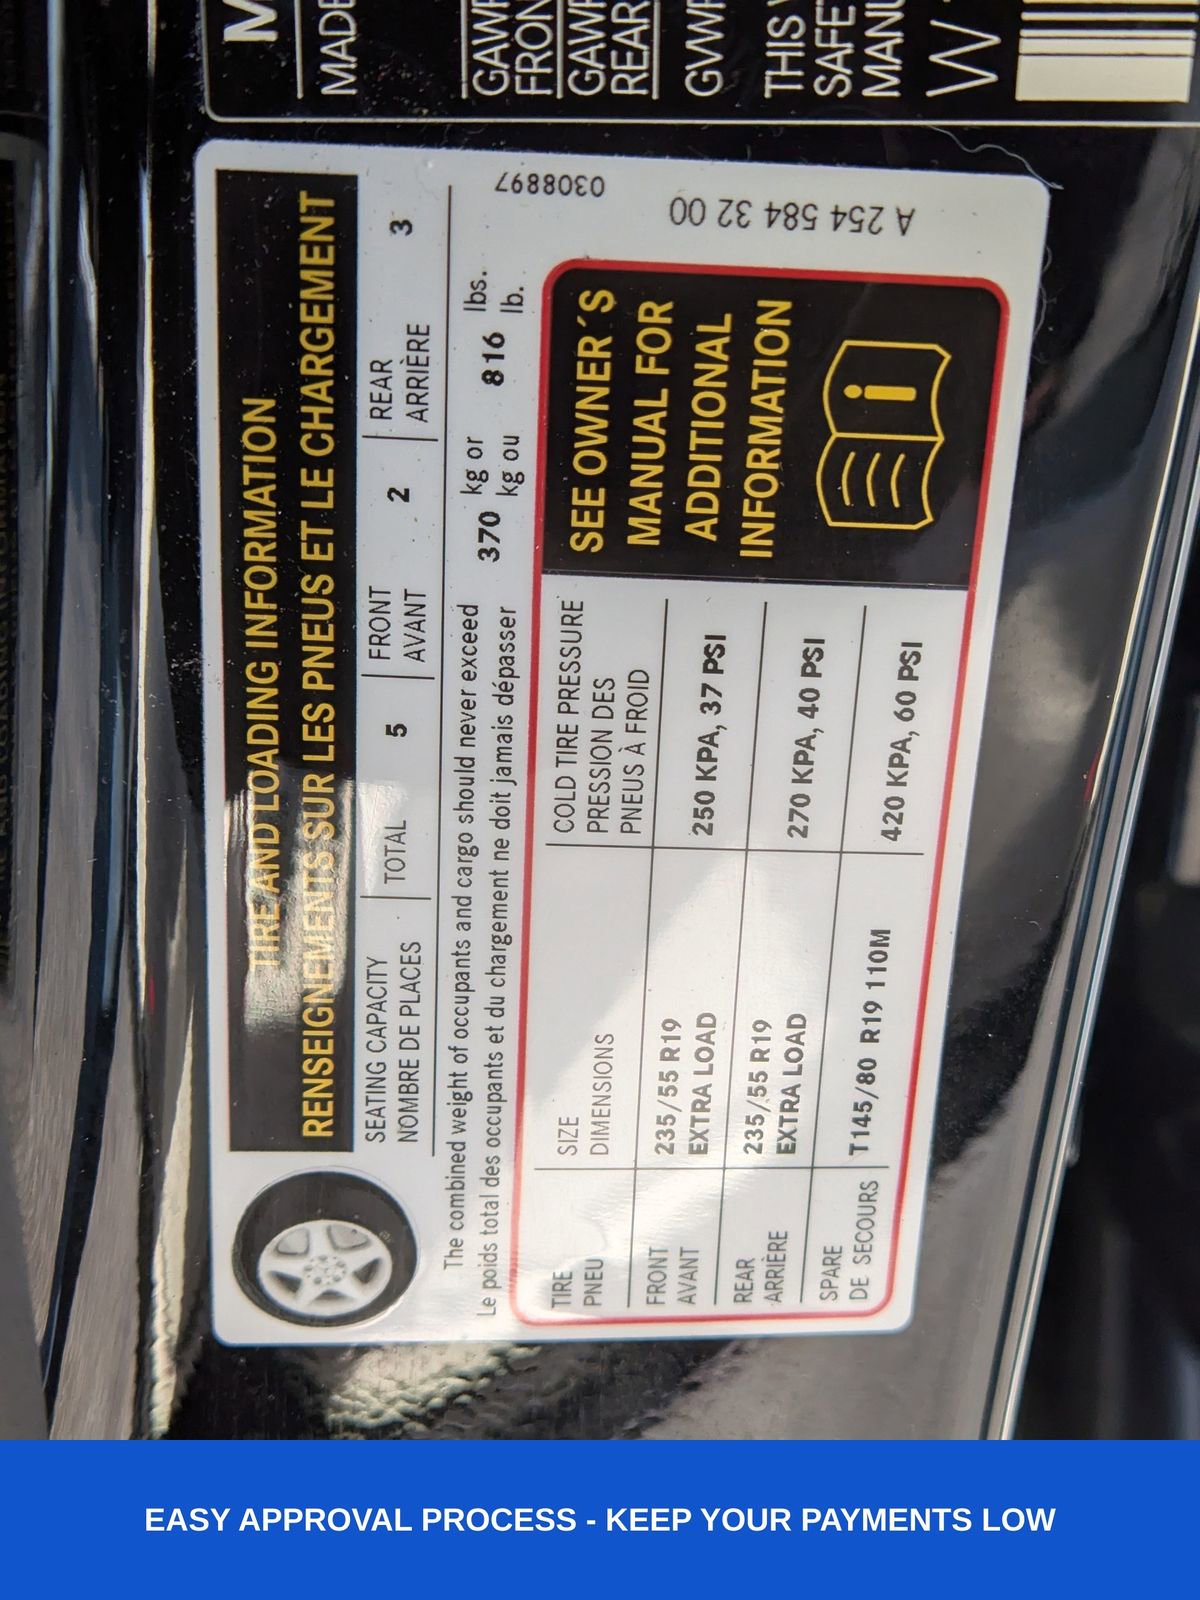 TIRE AND LOADING INFORMATION
RENSEIGNEMENTS SUR LES PNEUS ET LE CHARGEMENT
SEATING CAPACITY
NOMBRE DE PLACES
TOTAL 5
FRONT
AVANT
2
REAR
ARRIÈRE
3
The combined weight of occupants and cargo should never exceed 370 kg or 816 lbs.
Le poids total des occupants et du chargement ne doit jamais dépasser kg ou lb.
TIRE
PNEU
SIZE
DIMENSIONS
COLD TIRE PRESSURE
PRESSION DES
PNEUS À FROID
FRONT
AVANT
235/55 R19
EXTRA LOAD
250 KPA, 37 PSI
REAR
ARRIÈRE
235/55 R19
EXTRA LOAD
270 KPA, 40 PSI
SPARE
DE SECOURS
T145/80 R19 110M
420 KPA, 60 PSI
SEE OWNER´S
MANUAL FOR
ADDITIONAL
INFORMATION
0308897
A 254 584 32 00
MADE
GAWR
FRONT
GAWR
REAR
GVWR
THIS
SAFE
MANU
W
EASY APPROVAL PROCESS - KEEP YOUR PAYMENTS LOW